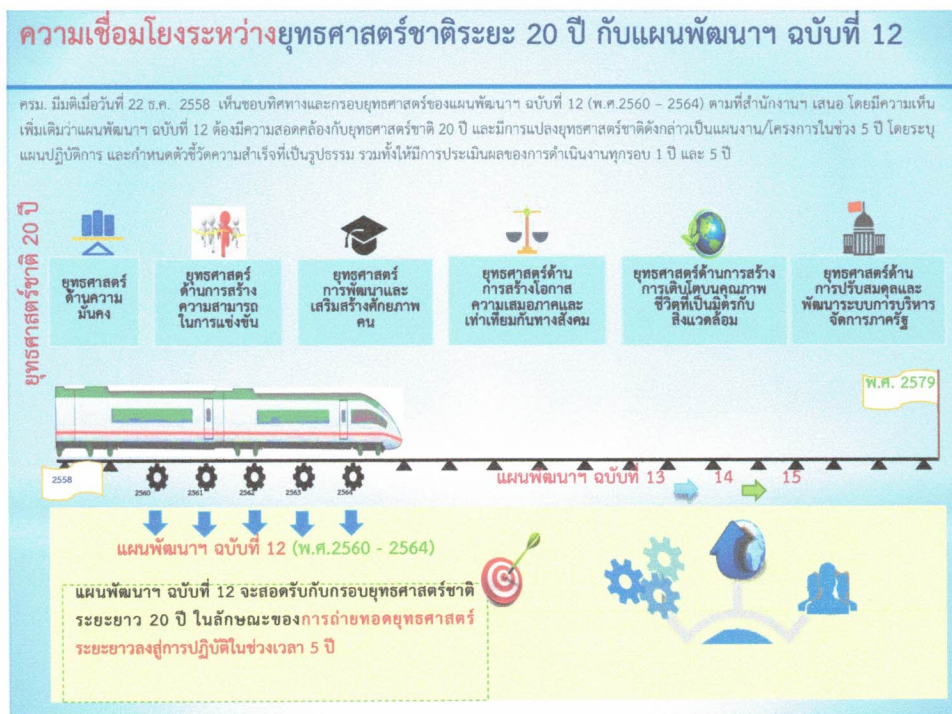 ความเชื่อมโยงระหว่างยุทธศาสตร์ชาติระยะ 20 ปี กับแผนพัฒนาฯ ฉบับที่ 12
ครม. มีมติเมื่อวันที่ 22 ธ.ค. 2558 เห็นชอบทิศทางและกรอบยุทธศาสตร์ของแผนพัฒนาฯ ฉบับที่ 12 (พ.ศ.2560 – 2564) ตามที่สำนักงานฯ เสนอ โดยมีความเห็น
เพิ่มเติมว่าแผนพัฒนาฯ ฉบับที่ 12 ต้องมีความสอดคล้องกับยุทธศาสตร์ชาติ 20 ปี และมีการแปลงยุทธศาสตร์ชาติดังกล่าวเป็นแผนงาน/โครงการในช่วง 5 ปี โดยระบุ
แผนปฏิบัติการ และกำหนดตัวชี้วัดความสำเร็จที่เป็นรูปธรรม รวมทั้งให้มีการประเมินผลของการดำเนินงานทุกรอบ 1 ปี และ 5 ปี
ยุทธศาสตร์ชาติ 20 ปี
ยุทธศาสตร์
ด้านความ
มั่นคง
ยุทธศาสตร์
ด้านการสร้าง
ความสามารถ
ในการแข่งขัน
ยุทธศาสตร์
การพัฒนาและ
เสริมสร้างศักยภาพ
คน
ยุทธศาสตร์ด้าน
การสร้างโอกาส
ความเสมอภาคและ
เท่าเทียมกันทางสังคม
ยุทธศาสตร์ด้านการสร้าง
การเติบโตบนคุณภาพ
ชีวิตที่เป็นมิตรกับ
สิ่งแวดล้อม
ยุทธศาสตร์ด้าน
การปรับสมดุลและ
พัฒนาระบบการบริหาร
จัดการภาครัฐ
พ.ศ. 2579
2558
2560
2561
2562
2563
2564
แผนพัฒนาฯ ฉบับที่ 13
14
15
แผนพัฒนาฯ ฉบับที่ 12 (พ.ศ.2560 - 2564)
แผนพัฒนาฯ ฉบับที่ 12 จะสอดรับกับกรอบยุทธศาสตร์ชาติ
ระยะยาว 20 ปี ในลักษณะของการถ่ายทอดยุทธศาสตร์
ระยะยาวลงสู่การปฏิบัติในช่วงเวลา 5 ปี